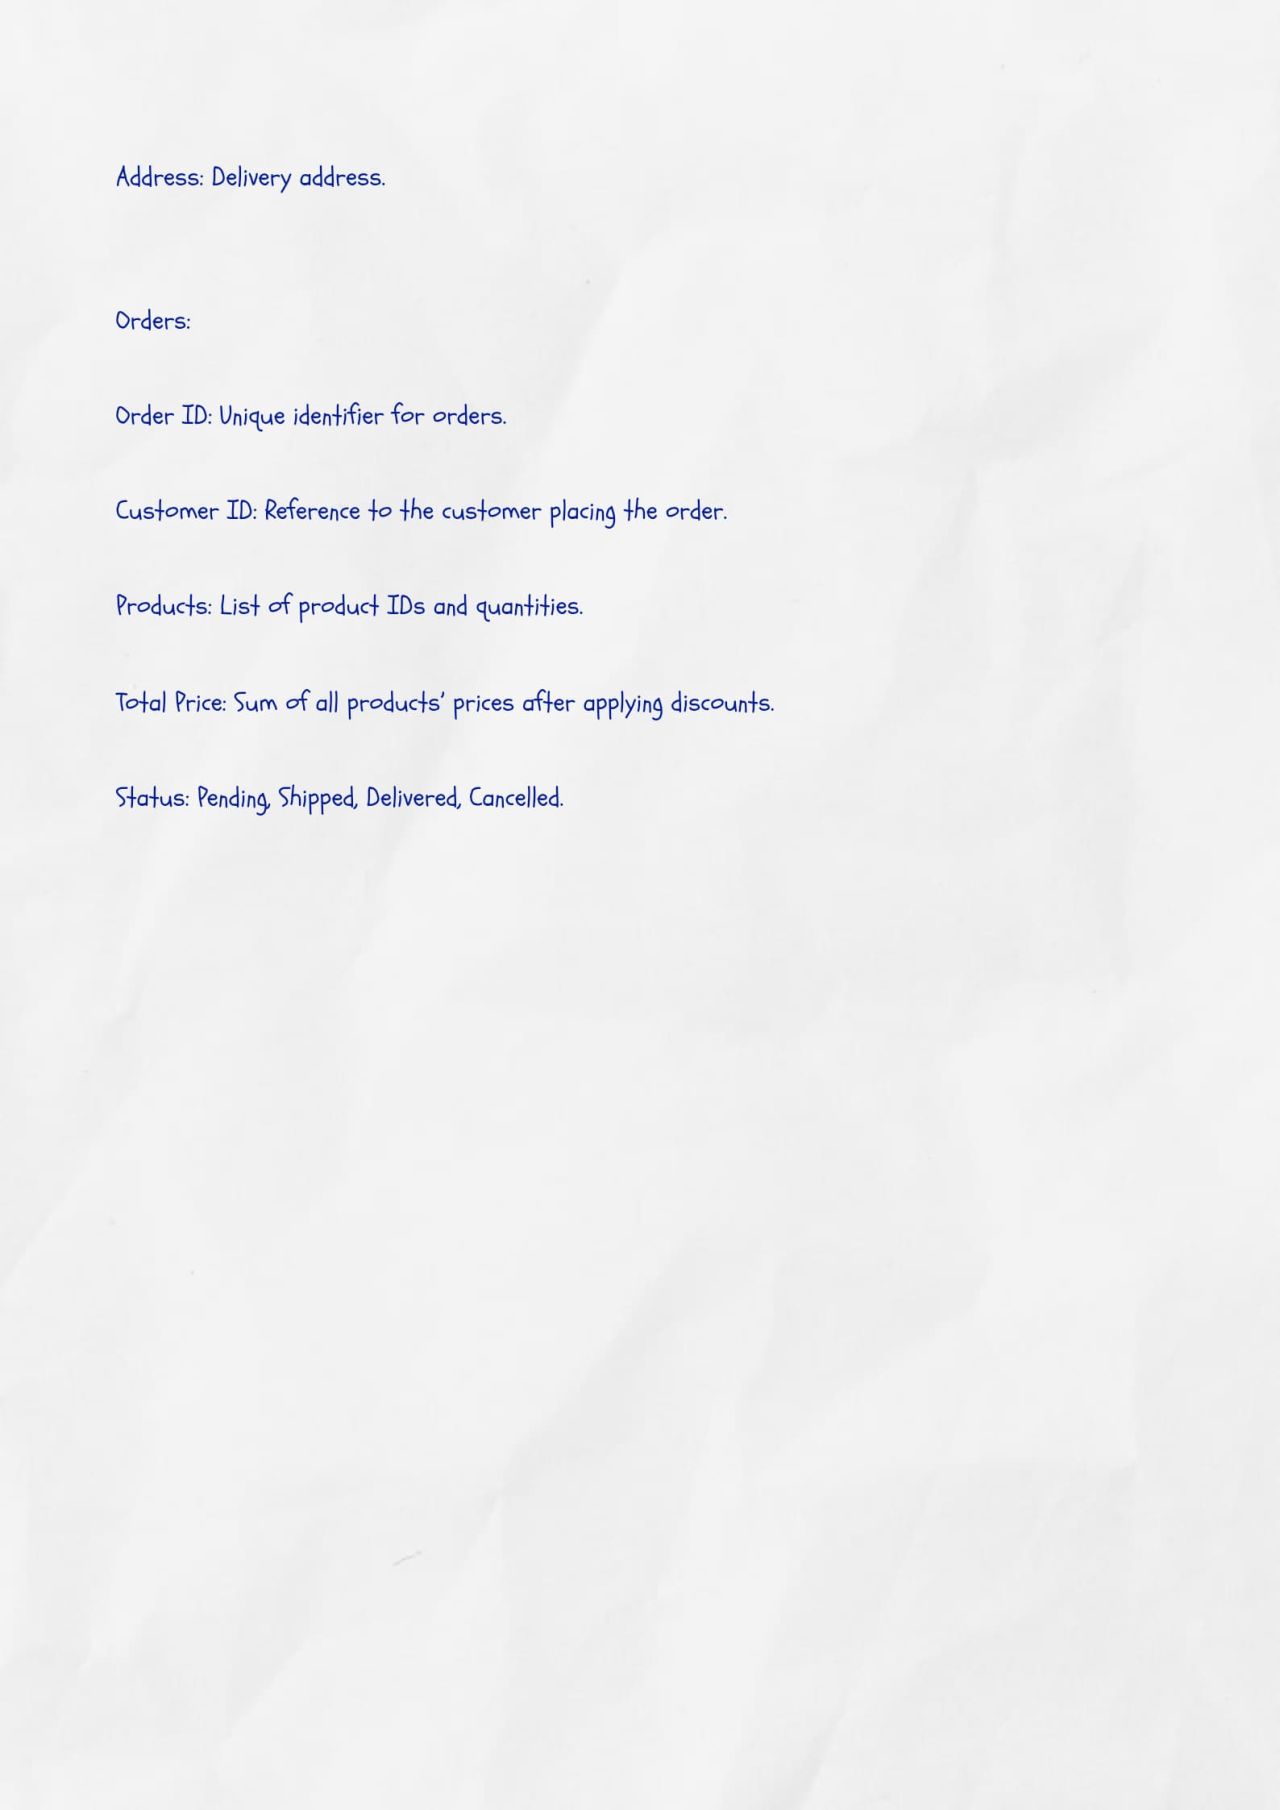 Address: Delivery address.
Orders:
Order ID: Unique identifier for orders.
Customer ID: Reference to the customer placing the order.
Products: List of product IDs and quantities.
Total Price: Sum of all products' prices after applying discounts.
Status: Pending, Shipped, Delivered, Cancelled.